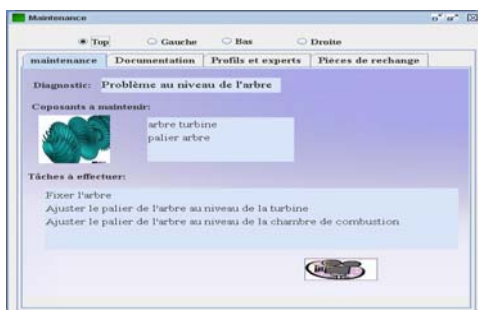 Maintenance
Top Gauche Bas Droite
maintenance Documentation Profils et experts Pièces de rechange
Diagnostic: Problème au niveau de l'arbre
Coposants à maintenir:
arbre turbine
palier arbre
Tâches à effectuer:
Fixer l'arbre
Ajuster le palier de l'arbre au niveau de la turbine
Ajuster le palier de l'arbre au niveau de la chambre de combustion